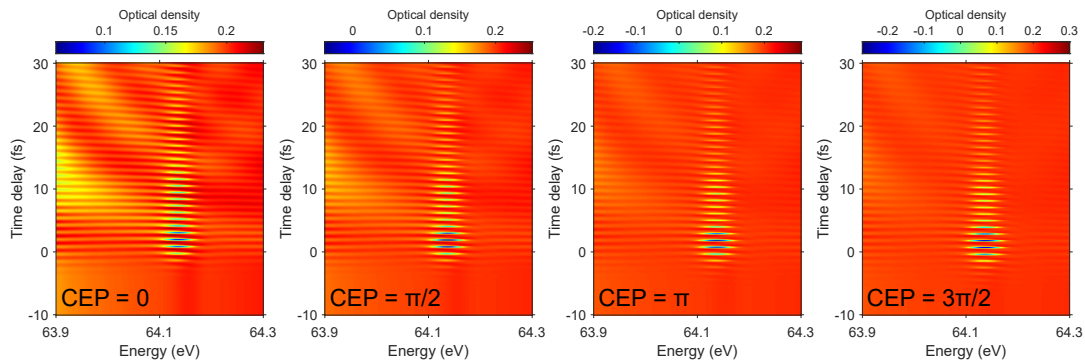 Optical density
0.1 0.15 0.2
Time delay (fs)
30
20
10
0
-10
CEP = 0
63.9 64.1 64.3
Energy (eV)
Optical density
0 0.1 0.2
Time delay (fs)
30
20
10
0
-10
CEP = π/2
63.9 64.1 64.3
Energy (eV)
Optical density
-0.2 -0.1 0 0.1 0.2
Time delay (fs)
30
20
10
0
-10
CEP = π
63.9 64.1 64.3
Energy (eV)
Optical density
-0.2 -0.1 0 0.1 0.2 0.3
Time delay (fs)
30
20
10
0
-10
CEP = 3π/2
63.9 64.1 64.3
Energy (eV)